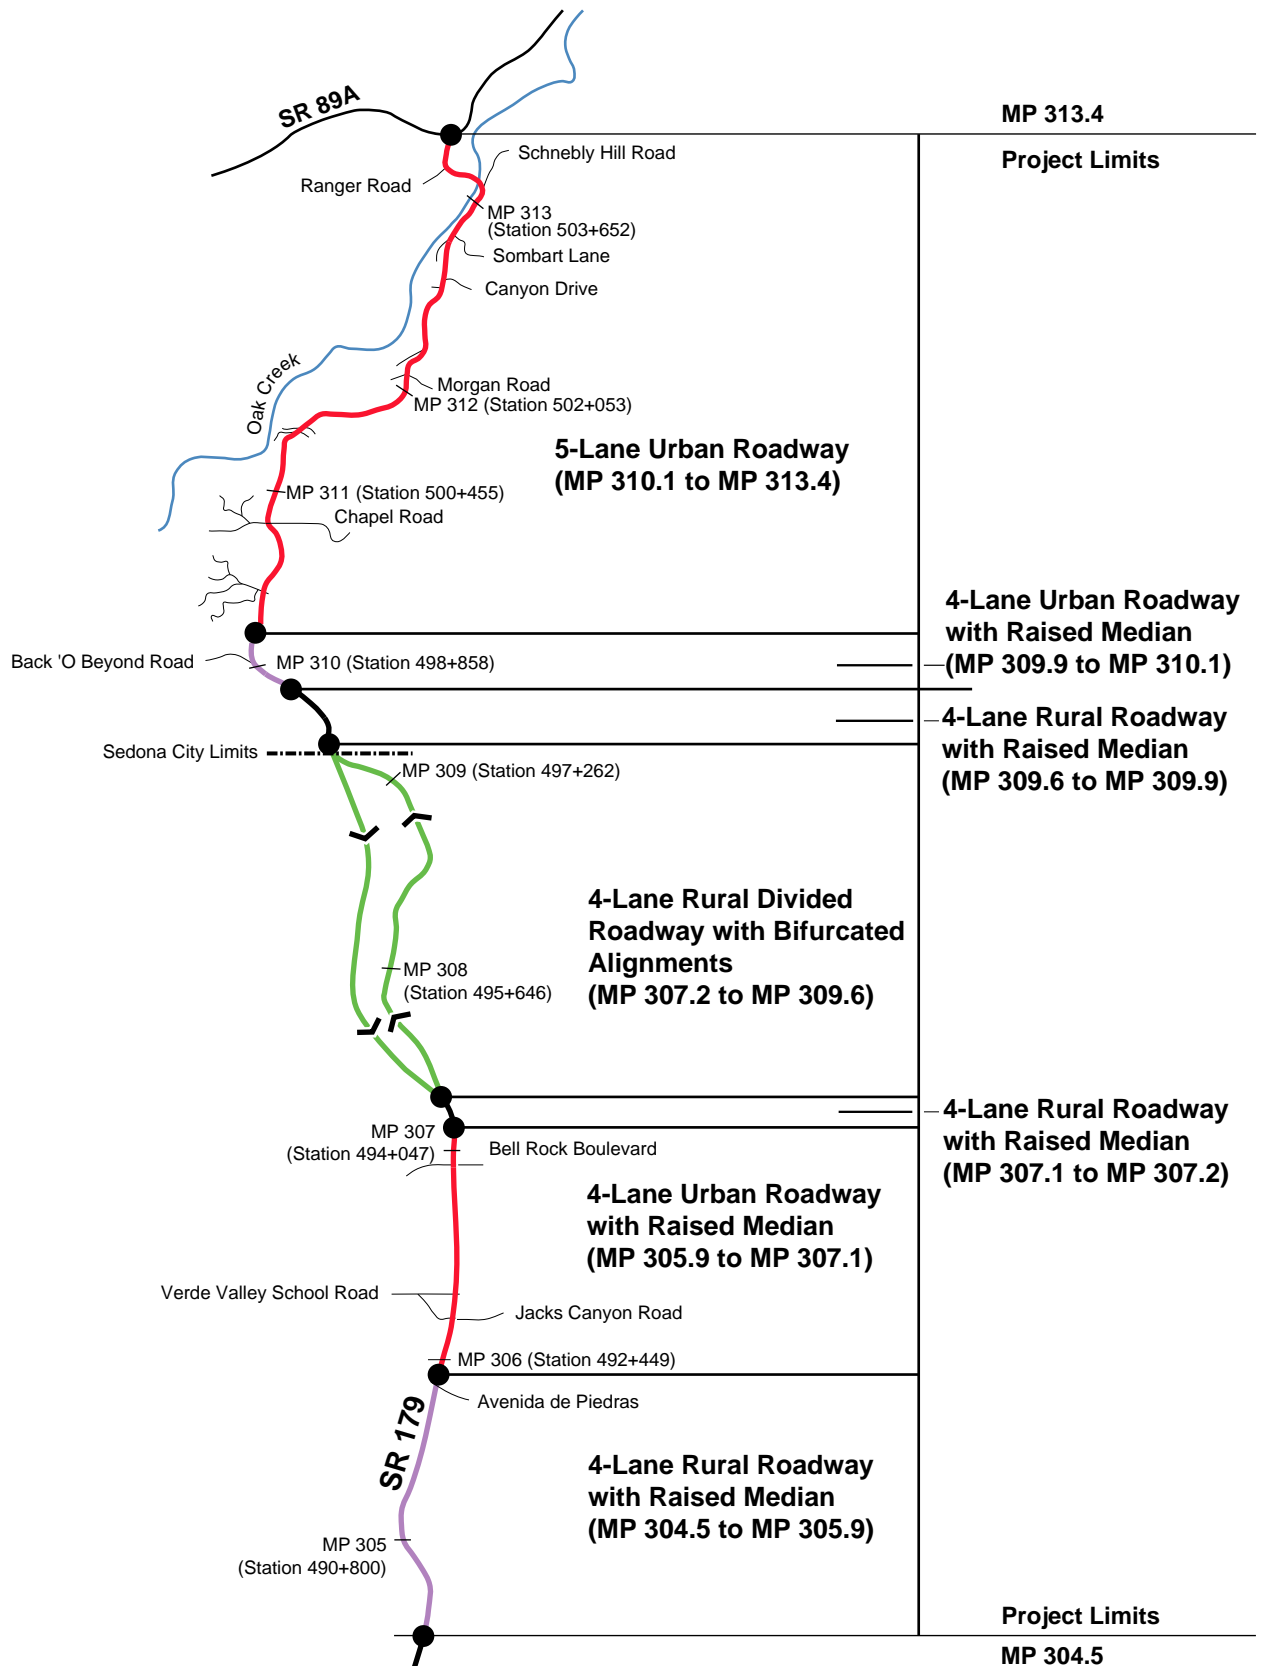 SR 89A
MP 313.4
Project Limits
Schnebly Hill Road
Ranger Road
MP 313
(Station 503+652)
Sombart Lane
Canyon Drive
Oak Creek
Morgan Road
MP 312 (Station 502+053)
5-Lane Urban Roadway
(MP 310.1 to MP 313.4)
MP 311 (Station 500+455)
Chapel Road
4-Lane Urban Roadway
with Raised Median
(MP 309.9 to MP 310.1)
Back 'O Beyond Road
MP 310 (Station 498+858)
4-Lane Rural Roadway
with Raised Median
(MP 309.6 to MP 309.9)
Sedona City Limits
MP 309 (Station 497+262)
4-Lane Rural Divided
Roadway with Bifurcated
Alignments
(MP 307.2 to MP 309.6)
MP 308
(Station 495+646)
4-Lane Rural Roadway
with Raised Median
(MP 307.1 to MP 307.2)
MP 307
(Station 494+047)
Bell Rock Boulevard
4-Lane Urban Roadway
with Raised Median
(MP 305.9 to MP 307.1)
Verde Valley School Road
Jacks Canyon Road
MP 306 (Station 492+449)
Avenida de Piedras
SR 179
4-Lane Rural Roadway
with Raised Median
(MP 304.5 to MP 305.9)
MP 305
(Station 490+800)
Project Limits
MP 304.5